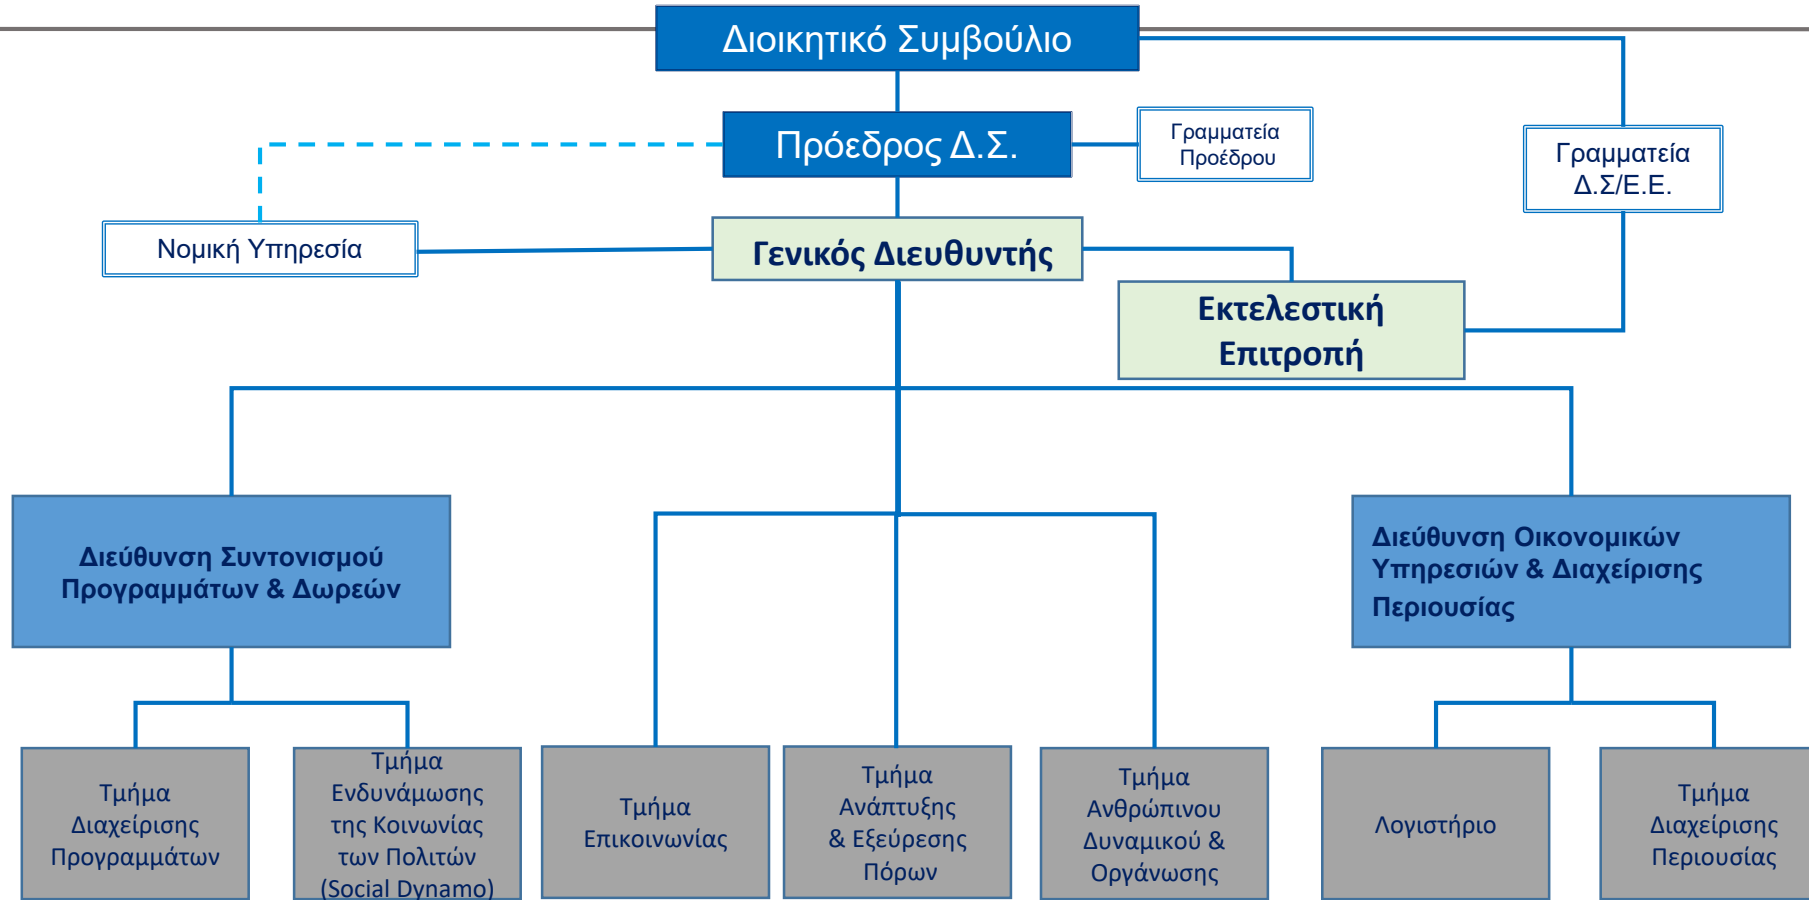 Διοικητικό Συμβούλιο
Πρόεδρος Δ.Σ.
Γραμματεία
Προέδρου
Γραμματεία
Δ.Σ/Ε.Ε.
Νομική Υπηρεσία
Γενικός Διευθυντής
Εκτελεστική
Επιτροπή
Διεύθυνση Συντονισμού
Προγραμμάτων & Δωρεών
Διεύθυνση Οικονομικών
Υπηρεσιών & Διαχείρισης
Περιουσίας
Τμήμα
Διαχείρισης
Προγραμμάτων
Τμήμα
Ενδυνάμωσης
της Κοινωνίας
των Πολιτών
(Social Dynamo)
Τμήμα
Επικοινωνίας
Τμήμα
Ανάπτυξης
& Εξεύρεσης
Πόρων
Τμήμα
Ανθρώπινου
Δυναμικού &
Οργάνωσης
Λογιστήριο
Τμήμα
Διαχείρισης
Περιουσίας